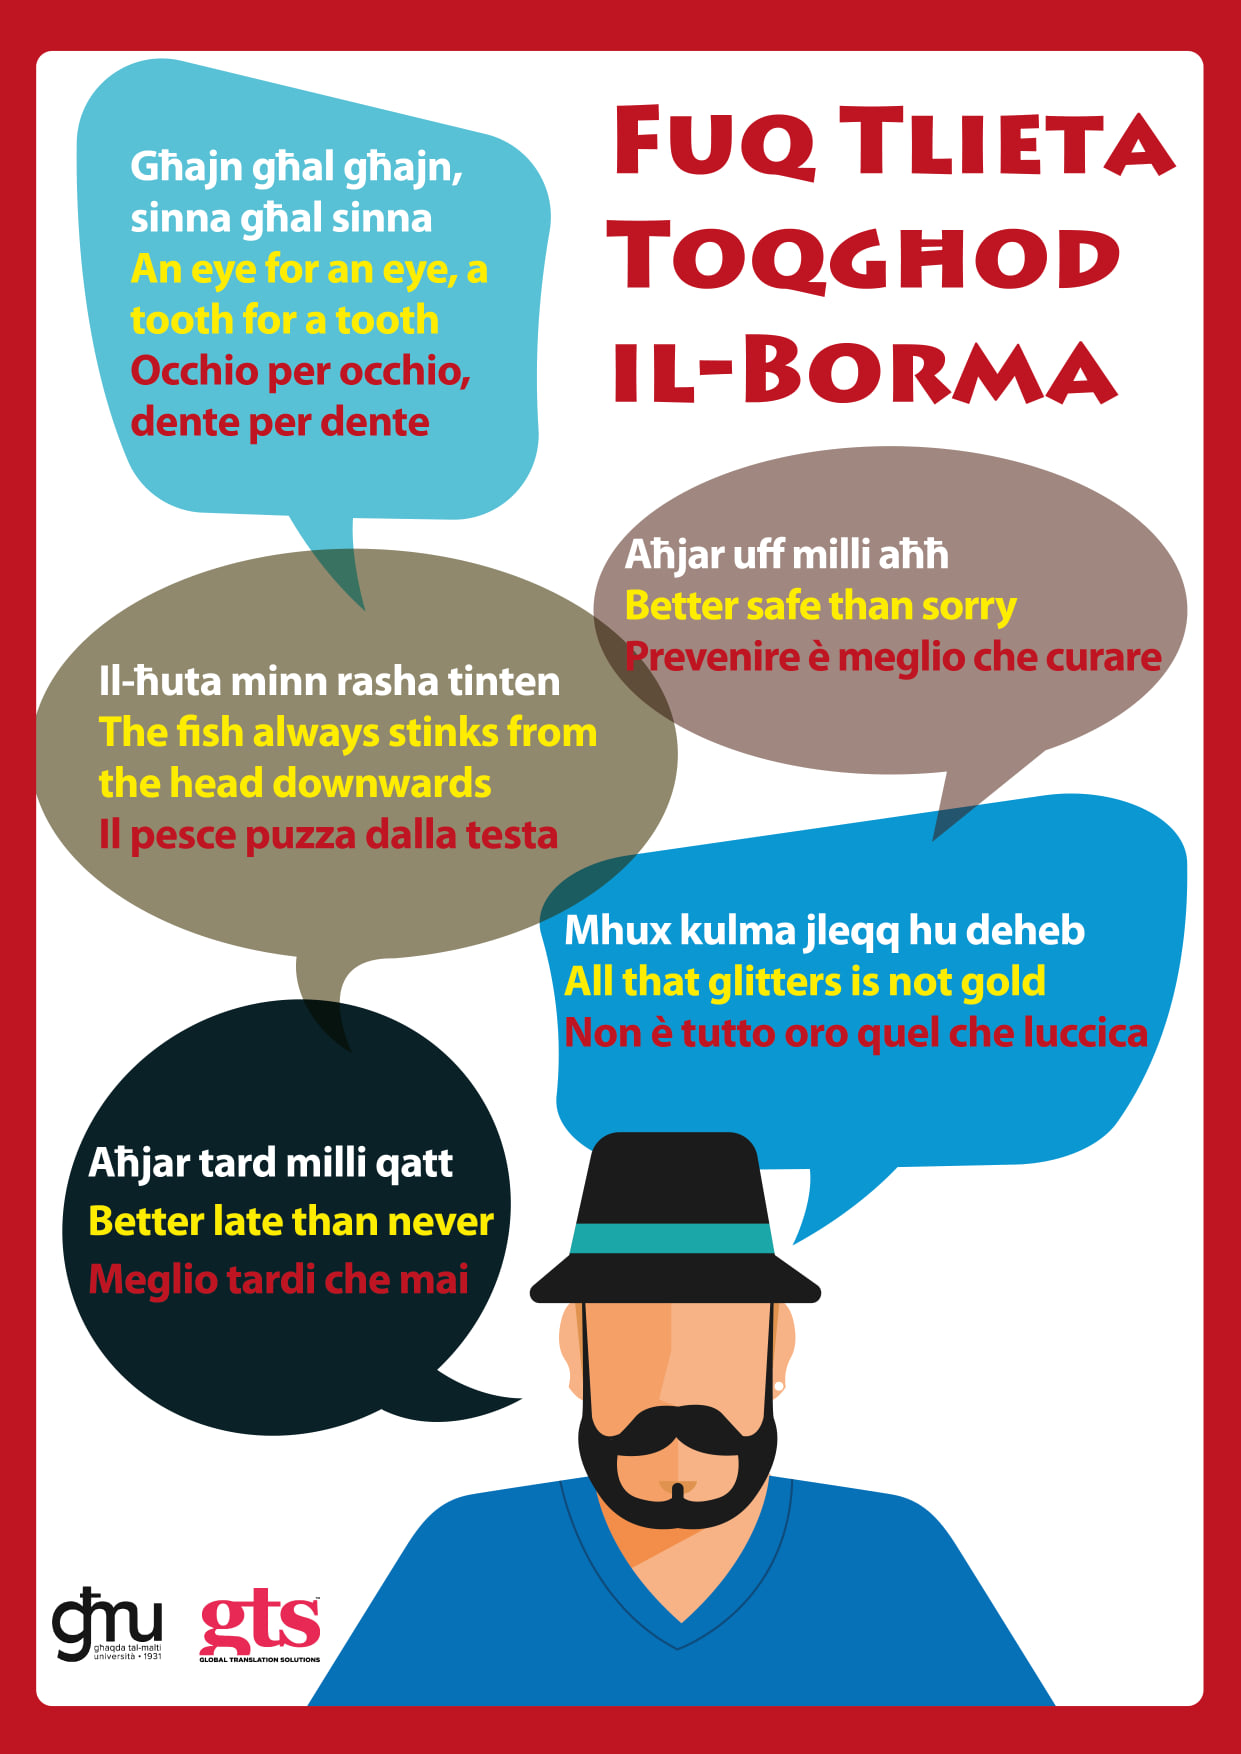 Fuq Tlieta
Toqgħod
il-Borma
Għajn għal għajn,
sinna għal sinna
An eye for an eye, a
tooth for a tooth
Occhio per occhio,
dente per dente
Aħjar uff milli aħħ
Better safe than sorry
Prevenire è meglio che curare
Il-ħuta minn rasha tinten
The fish always stinks from
the head downwards
Il pesce puzza dalla testa
Mhux kulma jleqq hu deheb
All that glitters is not gold
Non è tutto oro quel che luccica
Aħjar tard milli qatt
Better late than never
Meglio tardi che mai
għmu
għaqda tal-malti
università • 1931
gts™
GLOBAL TRANSLATION SOLUTIONS